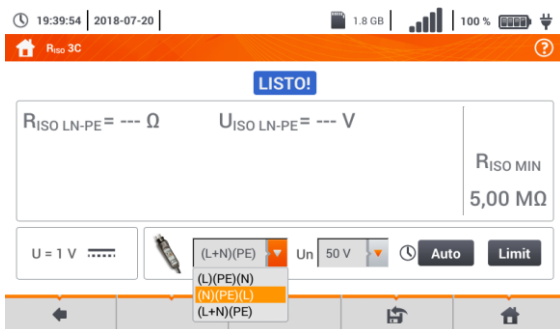 19:39:54 2018-07-20 1.8 GB 100 %
RISO 3C ?
LISTO!
RISO LN-PE= --- Ω UISO LN-PE= --- V
RISO MIN
5,00 MΩ
U = 1 V (L+N)(PE) Un 50 V Auto Limit
(L)(PE)(N)
(N)(PE)(L)
(L+N)(PE)